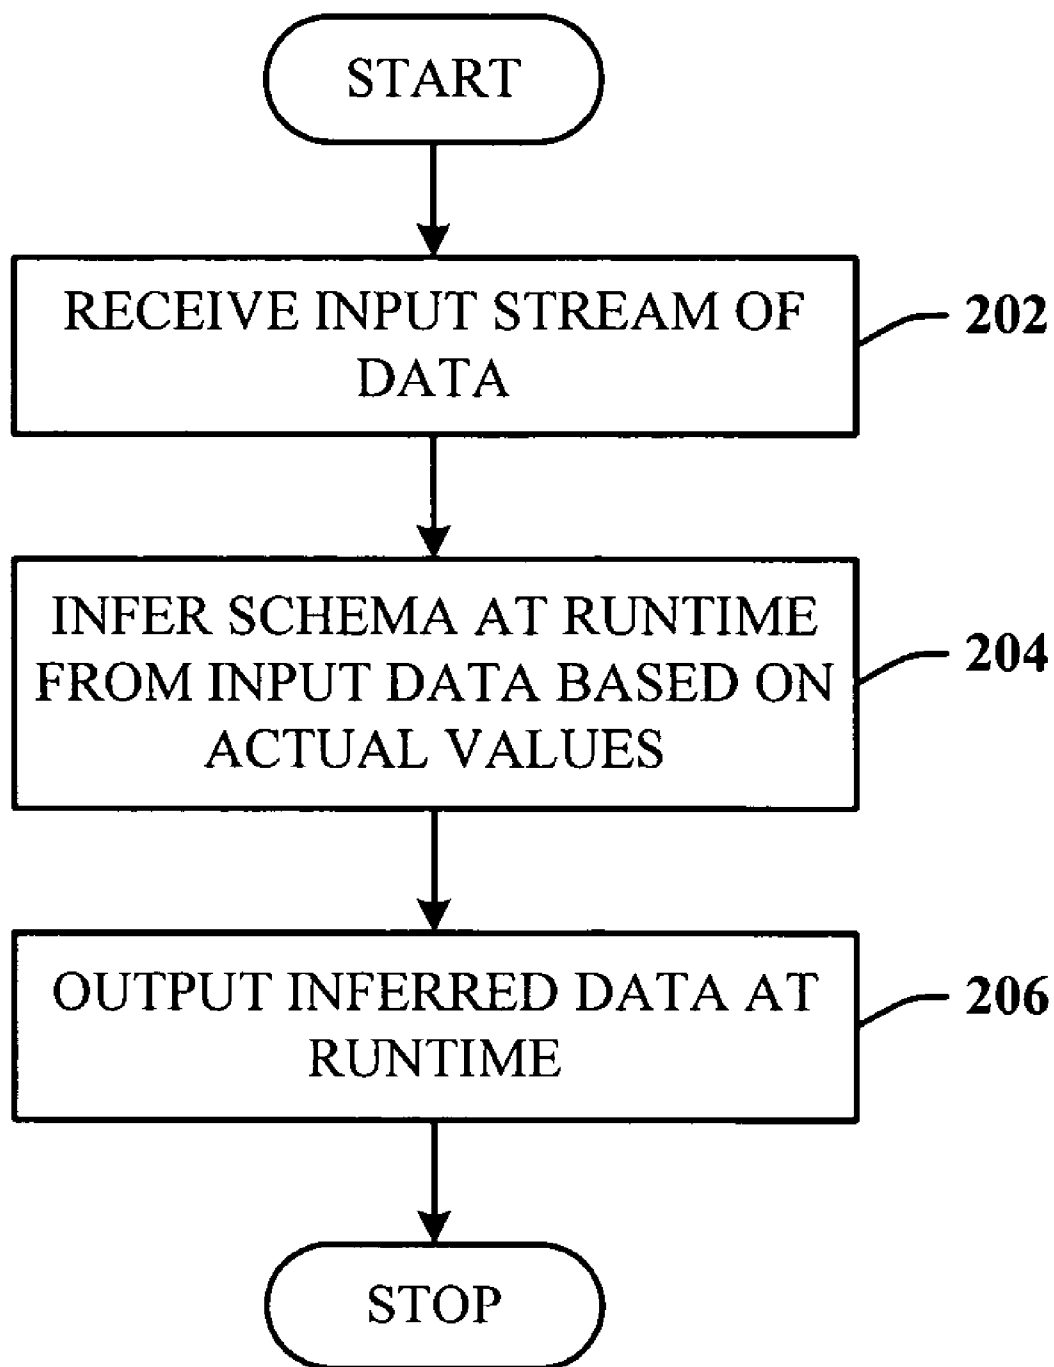 START
RECEIVE INPUT STREAM OF
DATA
202
INFER SCHEMA AT RUNTIME
FROM INPUT DATA BASED ON
ACTUAL VALUES
204
OUTPUT INFERRED DATA AT
RUNTIME
206
STOP